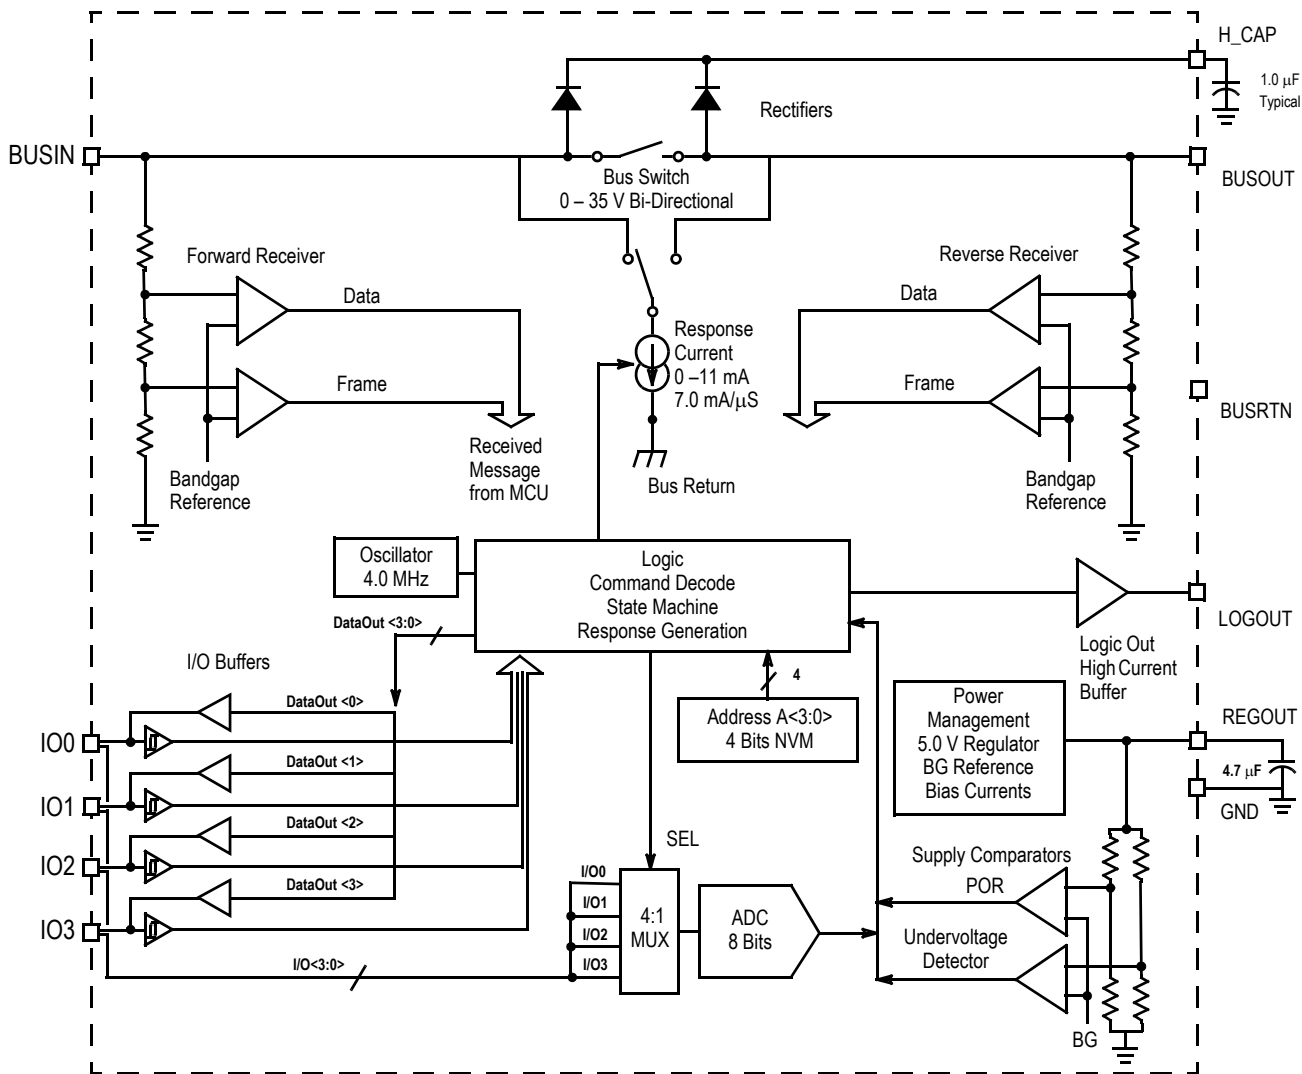 H_CAP
1.0 µF
Typical
Rectifiers
BUSIN
Bus Switch
0 – 35 V Bi-Directional
BUSOUT
Forward Receiver
Reverse Receiver
Data
Data
Response
Current
0 –11 mA
7.0 mA/µS
Frame
Frame
BUSRTN
Received
Message
from MCU
Bandgap
Reference
Bus Return
Bandgap
Reference
Oscillator
4.0 MHz
Logic
Command Decode
State Machine
Response Generation
LOGOUT
DataOut <3:0>
Logic Out
High Current
Buffer
I/O Buffers
4
Address A<3:0>
4 Bits NVM
Power
Management
5.0 V Regulator
BG Reference
Bias Currents
REGOUT
4.7 µF
GND
DataOut <0>
IO0
DataOut <1>
IO1
DataOut <2>
IO2
DataOut <3>
IO3
I/O<3:0>
SEL
I/O0
I/O1
I/O2
I/O3
4:1
MUX
ADC
8 Bits
Supply Comparators
POR
Undervoltage
Detector
BG